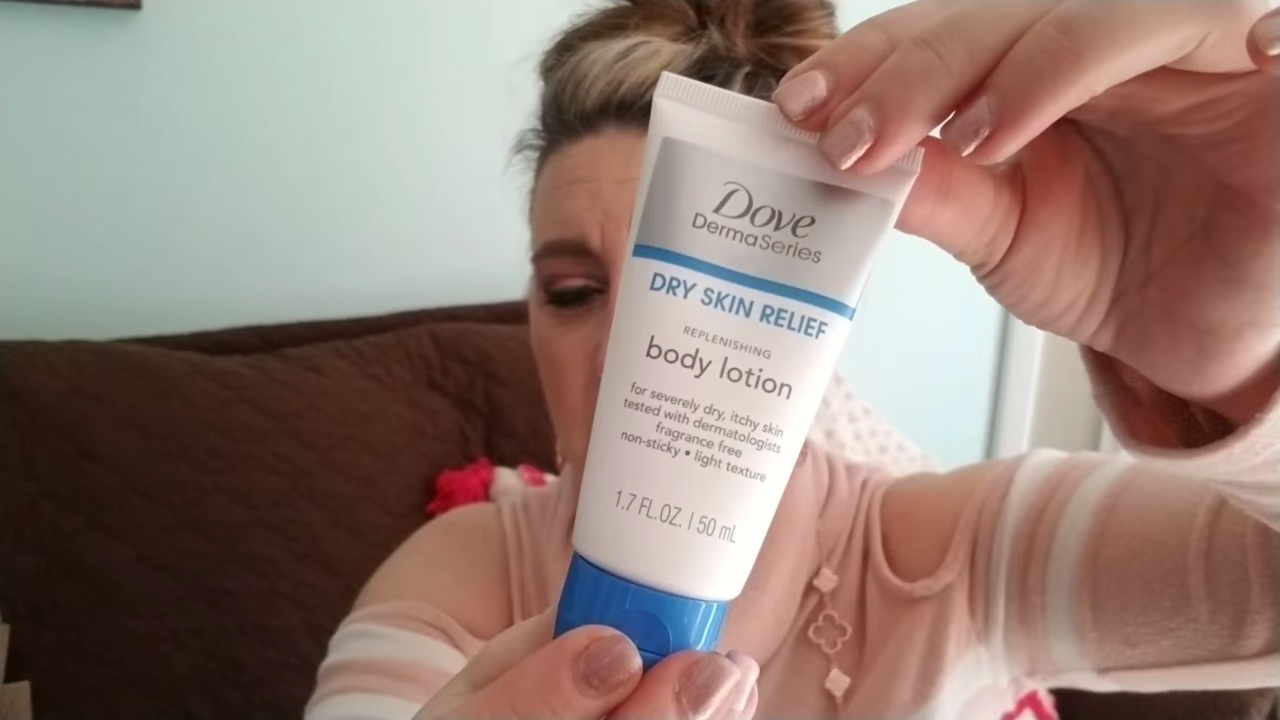 Dove
DermaSeries
DRY SKIN RELIEF
REPLENISHING
body lotion
for severely dry, itchy skin
tested with dermatologists
fragrance free
non-sticky • light texture
1.7 FL.OZ. | 50 mL